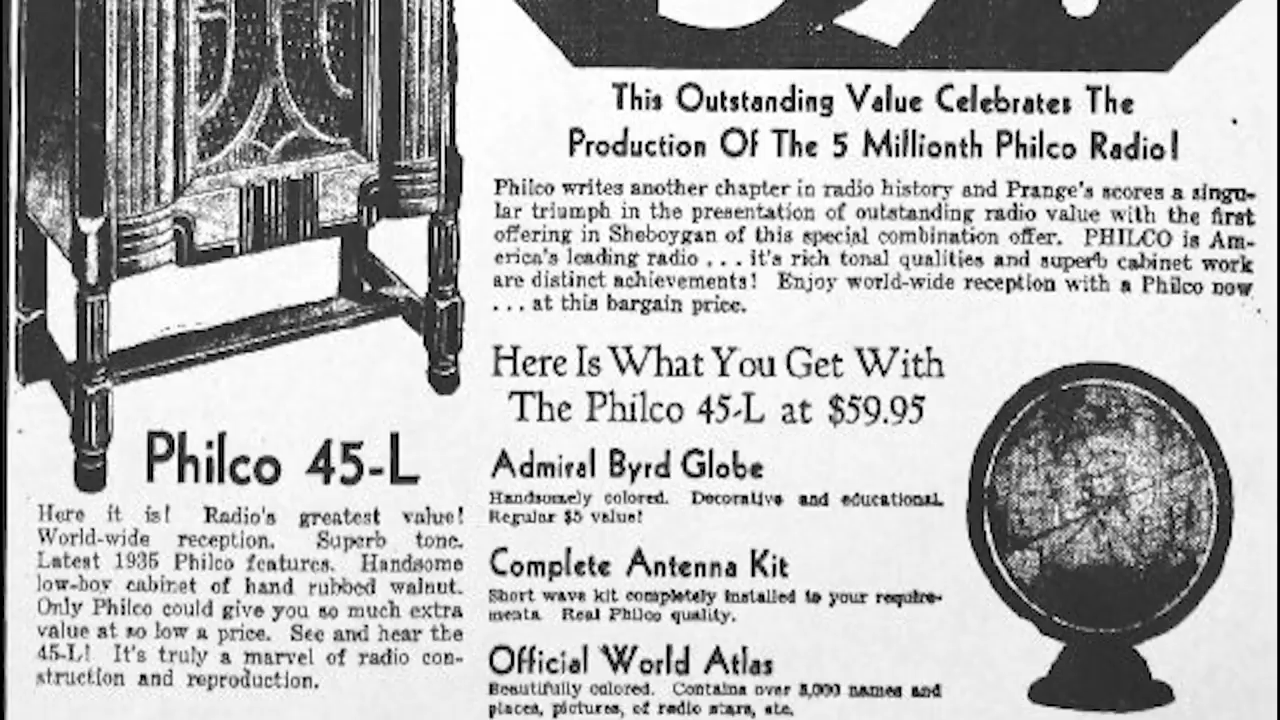 This Outstanding Value Celebrates The
Production Of The 5 Millionth Philco Radio!
Philco writes another chapter in radio history and Prange's scores a singu-
lar triumph in the presentation of outstanding radio value with the first
offering in Sheboygan of this special combination offer. PHILCO is Am-
erica's leading radio . . . it's rich tonal qualities and superb cabinet work
are distinct achievements! Enjoy world-wide reception with a Philco now
. . . at this bargain price.
Here Is What You Get With
The Philco 45-L at $59.95
Admiral Byrd Globe
Handsomely colored. Decorative and educational.
Regular $5 value!
Complete Antenna Kit
Short wave kit completely installed to your require-
ments. Real Philco quality.
Official World Atlas
Beautifully colored. Contains over 5,000 names and
places, pictures, of radio stars, etc.
Philco 45-L
Here it is! Radio's greatest value!
World-wide reception. Superb tone.
Latest 1935 Philco features. Handsome
low-boy cabinet of hand rubbed walnut.
Only Philco could give you so much extra
value at so low a price. See and hear the
45-L! It's truly a marvel of radio con-
struction and reproduction.